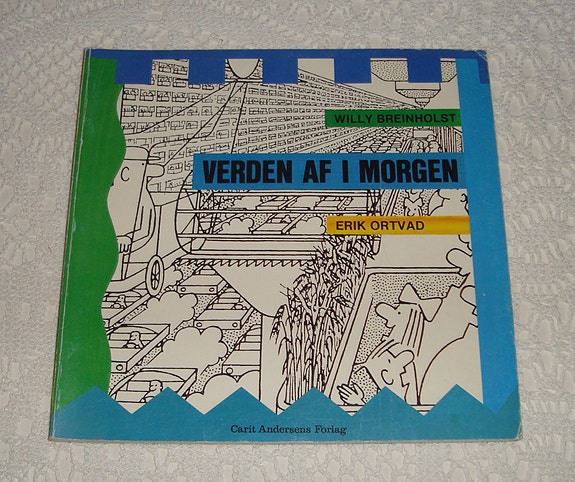 WILLY BREINHOLST
VERDEN AF I MORGEN
ERIK ORTVAD
Carit Andersens Forlag